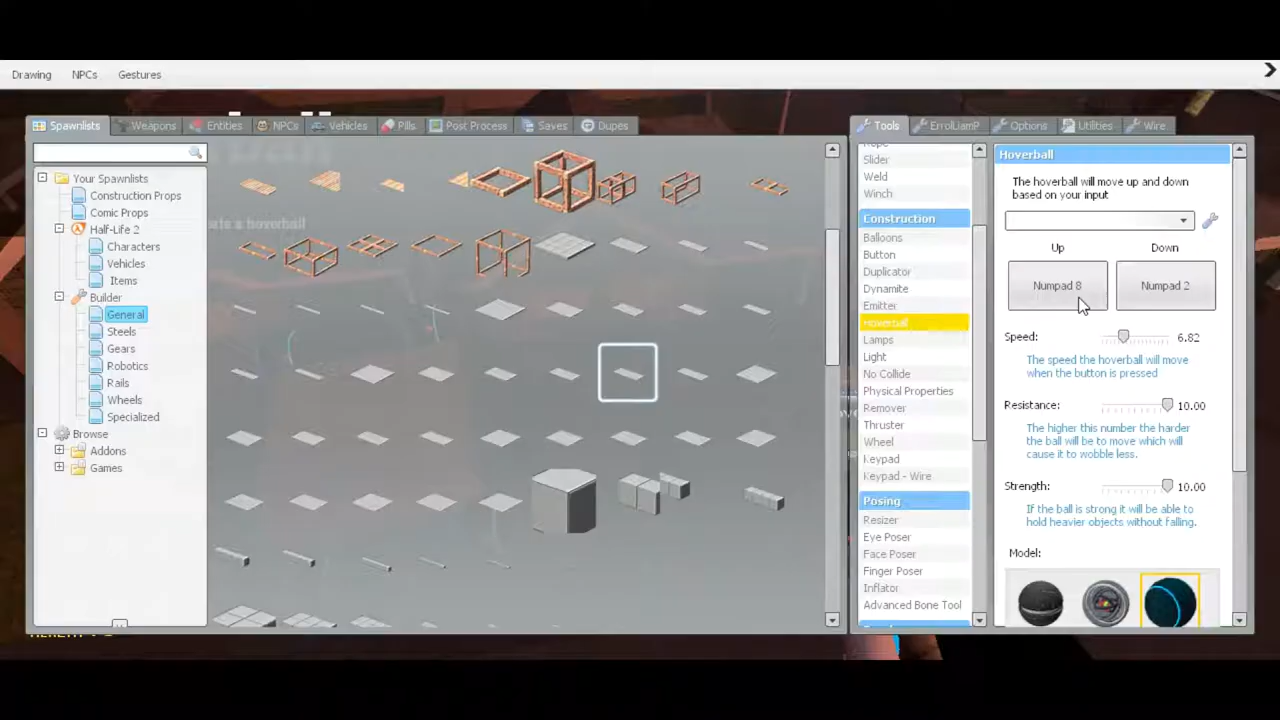 Drawing NPCs Gestures
Spawnlists Weapons Entities NPCs Vehicles Pills Post Process Saves Dupes
Your Spawnlists
Construction Props
Comic Props
Half-Life 2
Characters
Vehicles
Items
Builder
General
Steels
Gears
Robotics
Rails
Wheels
Specialized
Browse
Addons
Games
a hoverball
Tools ErrolLiamP Options Utilities Wire
Slider
Weld
Winch
Construction
Balloons
Button
Duplicator
Dynamite
Emitter
Hoverball
Lamps
Light
No Collide
Physical Properties
Remover
Thruster
Wheel
Keypad
Keypad - Wire
Posing
Resizer
Eye Poser
Face Poser
Finger Poser
Inflator
Advanced Bone Tool
Hoverball
The hoverball will move up and down
based on your input
Up Down
Numpad 8 Numpad 2
Speed: 6.82
The speed the hoverball will move
when the button is pressed
Resistance: 10.00
The higher this number the harder
the ball will be to move which will
cause it to wobble less.
Strength: 10.00
If the ball is strong it will be able to
hold heavier objects without falling.
Model: